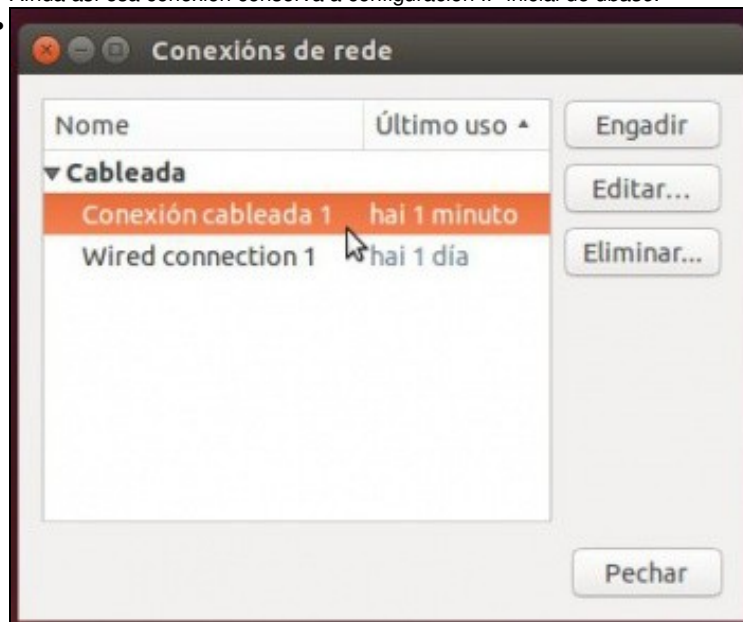 Conexións de rede
Nome Último uso
Engadir
Cableada
Editar...
Conexión cableada 1 hai 1 minuto
Wired connection 1 hai 1 día
Eliminar...
Pechar